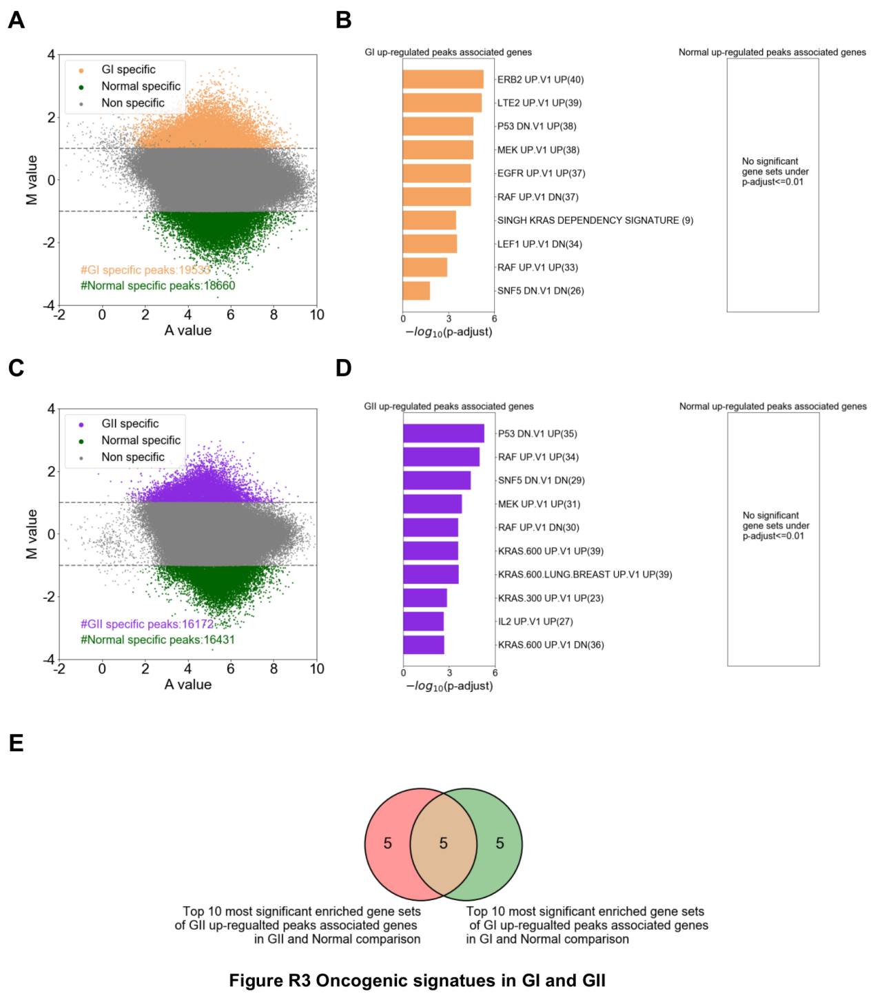 A
B
4
2
0
-2
-4
M value
GI specific
Normal specific
Non specific
#GI specific peaks:19533
#Normal specific peaks:18660
-2 0 2 4 6 8 10
A value
GI up-regulated peaks associated genes
ERB2 UP.V1 UP(40)
LTE2 UP.V1 UP(39)
P53 DN.V1 UP(38)
MEK UP.V1 UP(38)
EGFR UP.V1 UP(37)
RAF UP.V1 DN(37)
SINGH KRAS DEPENDENCY SIGNATURE (9)
LEF1 UP.V1 DN(34)
RAF UP.V1 UP(33)
SNF5 DN.V1 DN(26)
0 3 6
−log10(p-adjust)
Normal up-regulated peaks associated genes
No significant
gene sets under
p-adjust<=0.01
C
D
4
2
0
-2
-4
M value
GII specific
Normal specific
Non specific
#GII specific peaks:16172
#Normal specific peaks:16431
-2 0 2 4 6 8 10
A value
GII up-regulated peaks associated genes
P53 DN.V1 UP(35)
RAF UP.V1 UP(34)
SNF5 DN.V1 DN(29)
MEK UP.V1 UP(31)
RAF UP.V1 DN(30)
KRAS.600 UP.V1 UP(39)
KRAS.600.LUNG.BREAST UP.V1 UP(39)
KRAS.300 UP.V1 UP(23)
IL2 UP.V1 UP(27)
KRAS.600 UP.V1 DN(36)
0 3 6
−log10(p-adjust)
Normal up-regulated peaks associated genes
No significant
gene sets under
p-adjust<=0.01
E
5 5 5
Top 10 most significant enriched gene sets
of GII up-regualted peaks associated genes
in GII and Normal comparison
Top 10 most significant enriched gene sets
of GI up-regualted peaks associated genes
in GI and Normal comparison
Figure R3 Oncogenic signatues in GI and GII